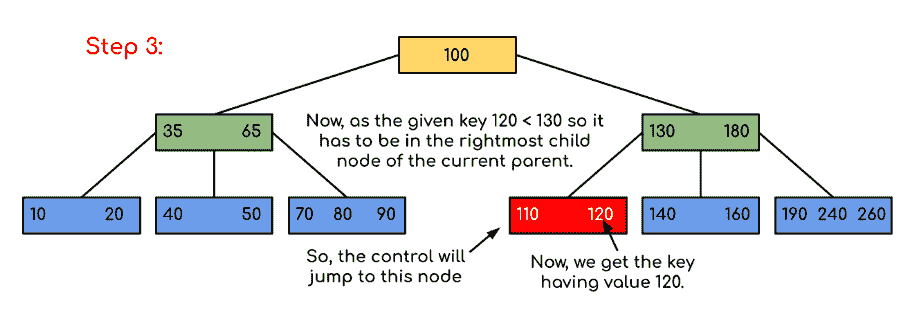 Step 3:
100
35 65
Now, as the given key 120 < 130 so it
has to be in the rightmost child
node of the current parent.
130 180
10 20
40 50
70 80 90
110 120
140 160
190 240 260
So, the control will
jump to this node
Now, we get the key
having value 120.